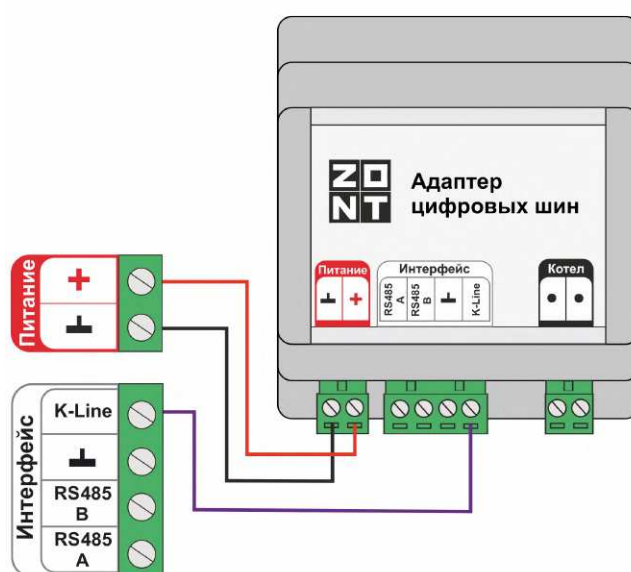 ZO
NT
Адаптер
цифровых шин
Питание
+
Интерфейс
RS485
A
RS485
B
K-Line
Котел
Питание
+
Интерфейс
K-Line
RS485
B
RS485
A